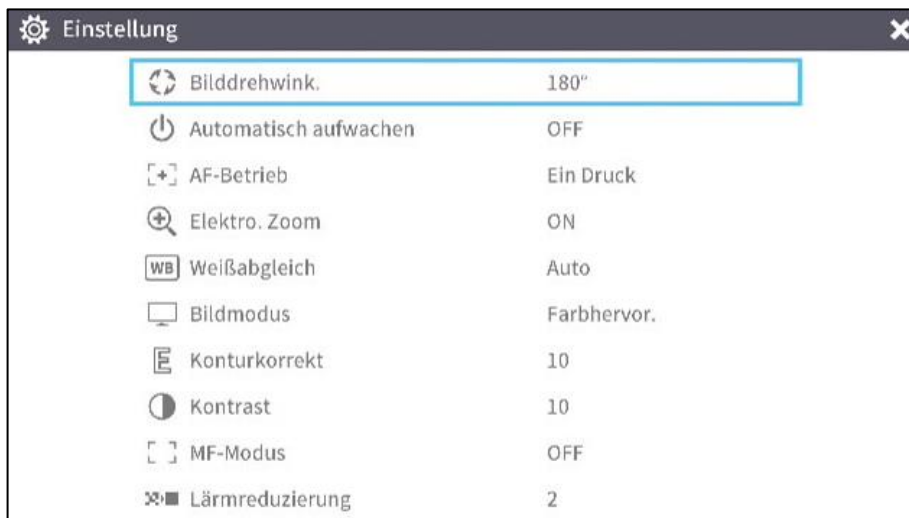 Einstellung
Bilddrehwink. 180°
Automatisch aufwachen OFF
AF-Betrieb Ein Druck
Elektro. Zoom ON
WB Weißabgleich Auto
Bildmodus Farbhervor.
Konturkorrekt 10
Kontrast 10
MF-Modus OFF
Lärmreduzierung 2